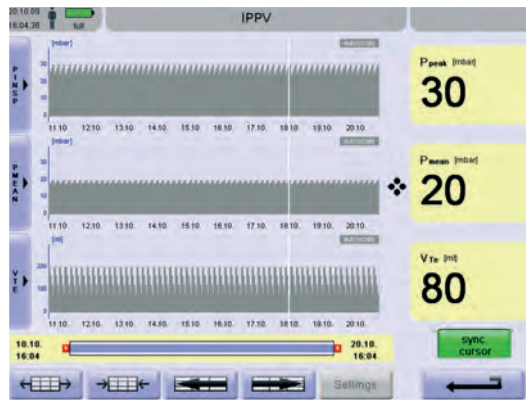 20.10.09
16:04.38
full
IPPV
[mbar]
autoscale
PINSP
30
20
10
0
11.10. 12.10. 13.10. 14.10. 15.10. 16.10. 17.10. 18.10. 19.10. 20.10.
Ppeak [mbar]
30
[mbar]
autoscale
PMEAN
30
20
10
0
11.10. 12.10. 13.10. 14.10. 15.10. 16.10. 17.10. 18.10. 19.10. 20.10.
Pmean [mbar]
20
[ml]
autoscale
VTE
200
100
0
11.10. 12.10. 13.10. 14.10. 15.10. 16.10. 17.10. 18.10. 19.10. 20.10.
VTe [ml]
80
10.10.
16:04
20.10.
16:04
sync.
cursor
Settings